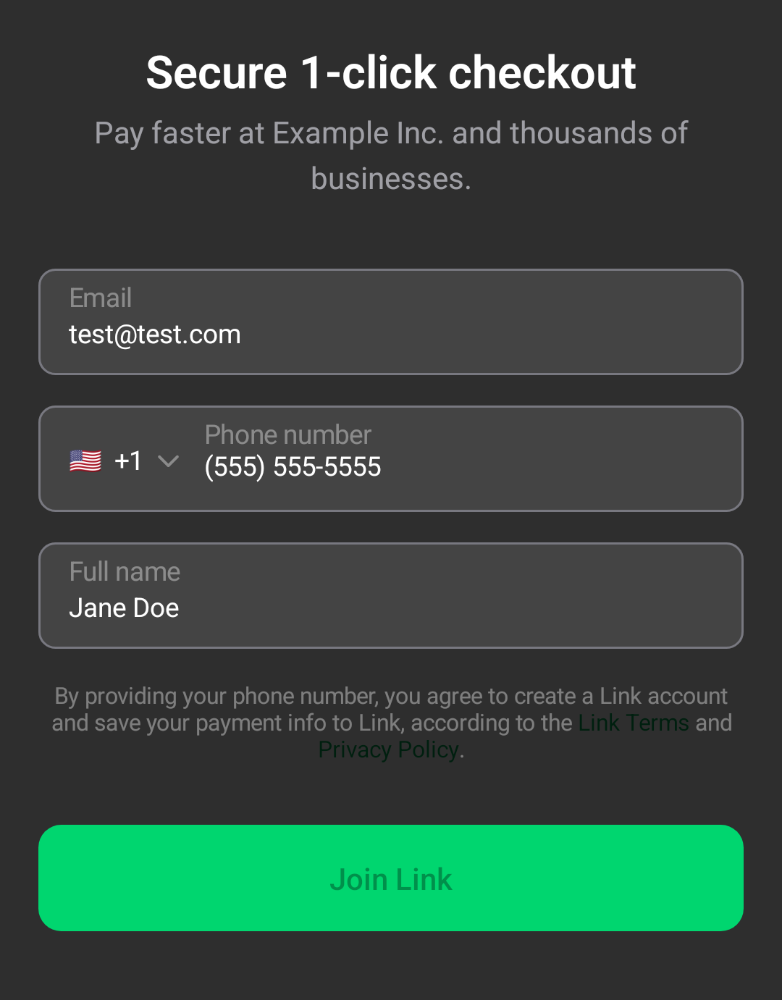 Secure 1-click checkout
Pay faster at Example Inc. and thousands of
businesses.
Email
test@test.com
Phone number
+1 (555) 555-5555
Full name
Jane Doe
By providing your phone number, you agree to create a Link account
and save your payment info to Link, according to the Link Terms and
Privacy Policy.
Join Link